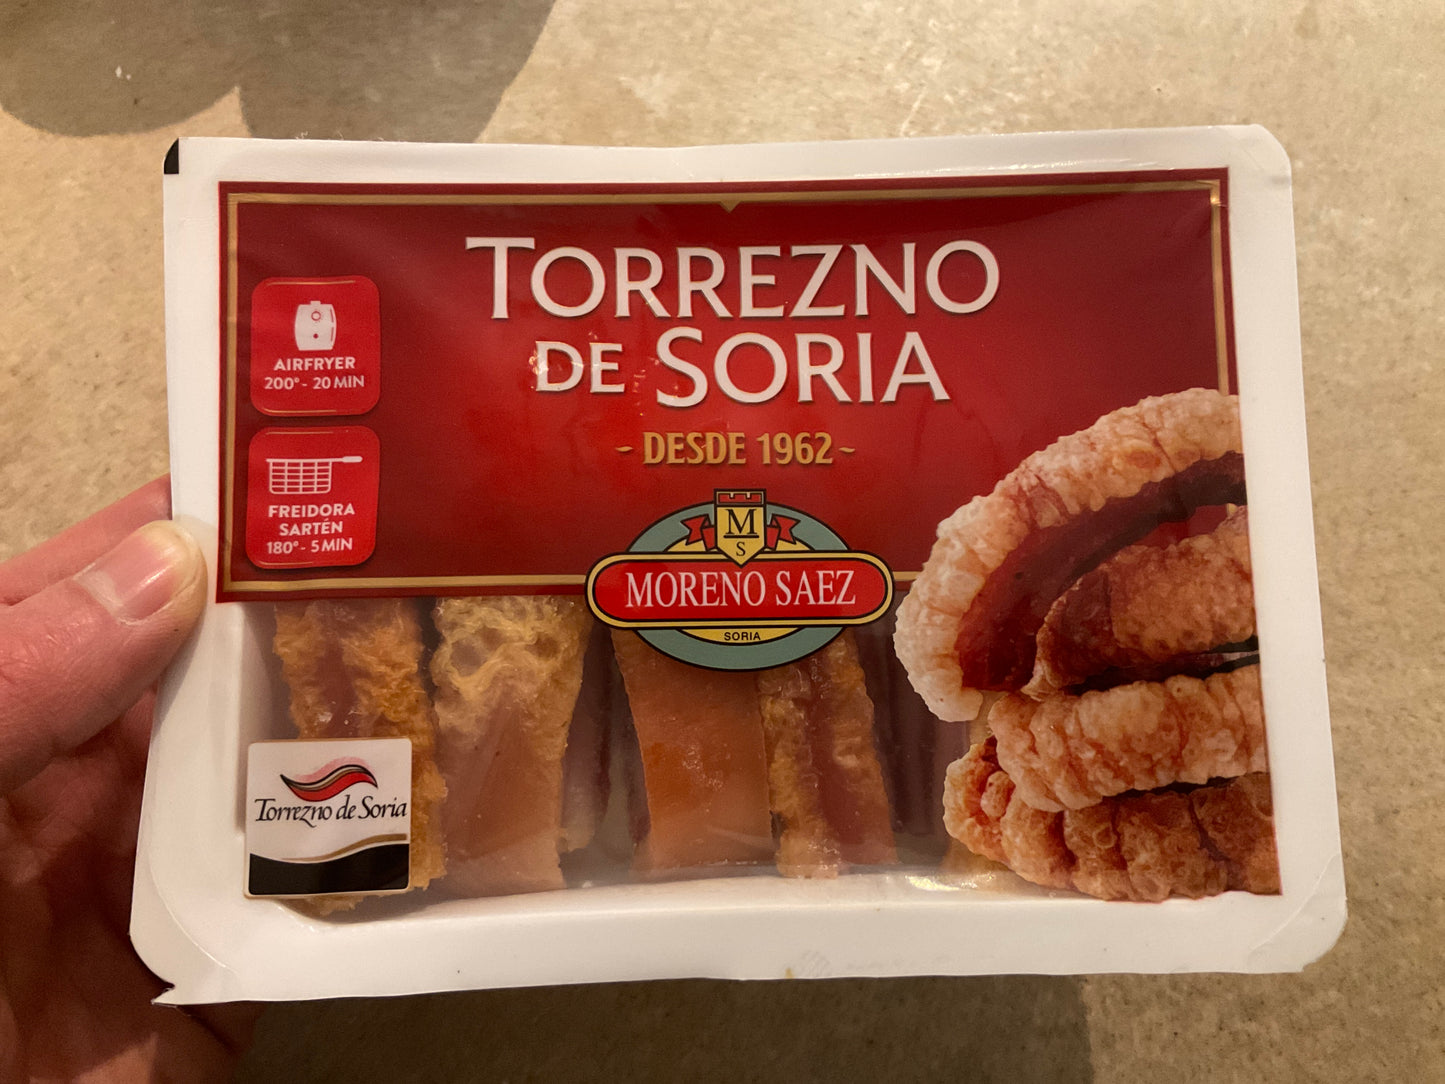 TORREZNO
DE SORIA
- DESDE 1962 -
AIRFRYER
200° - 20 MIN
FREIDORA
SARTÉN
180° - 5 MIN
M
S
MORENO SAEZ
SORIA
Torrezno de Soria